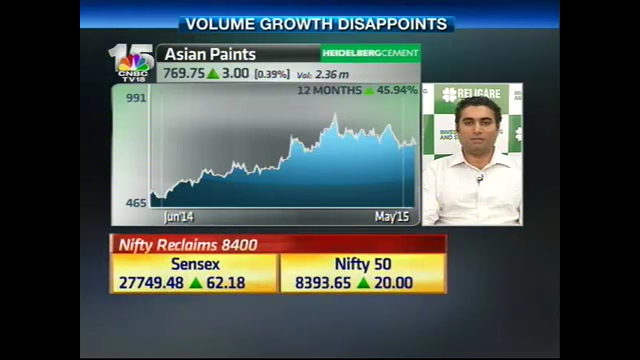 VOLUME GROWTH DISAPPOINTS
15
CNBC
TV18
Asian Paints
HEIDELBERGCEMENT
769.75 ▲ 3.00 [0.39%] Vol: 2.36 m
12 MONTHS ▲ 45.94%
991
465
Jun'14
May'15
RELIGARE
INVES
AND S
Nifty Reclaims 8400
Sensex
27749.48 ▲ 62.18
Nifty 50
8393.65 ▲ 20.00